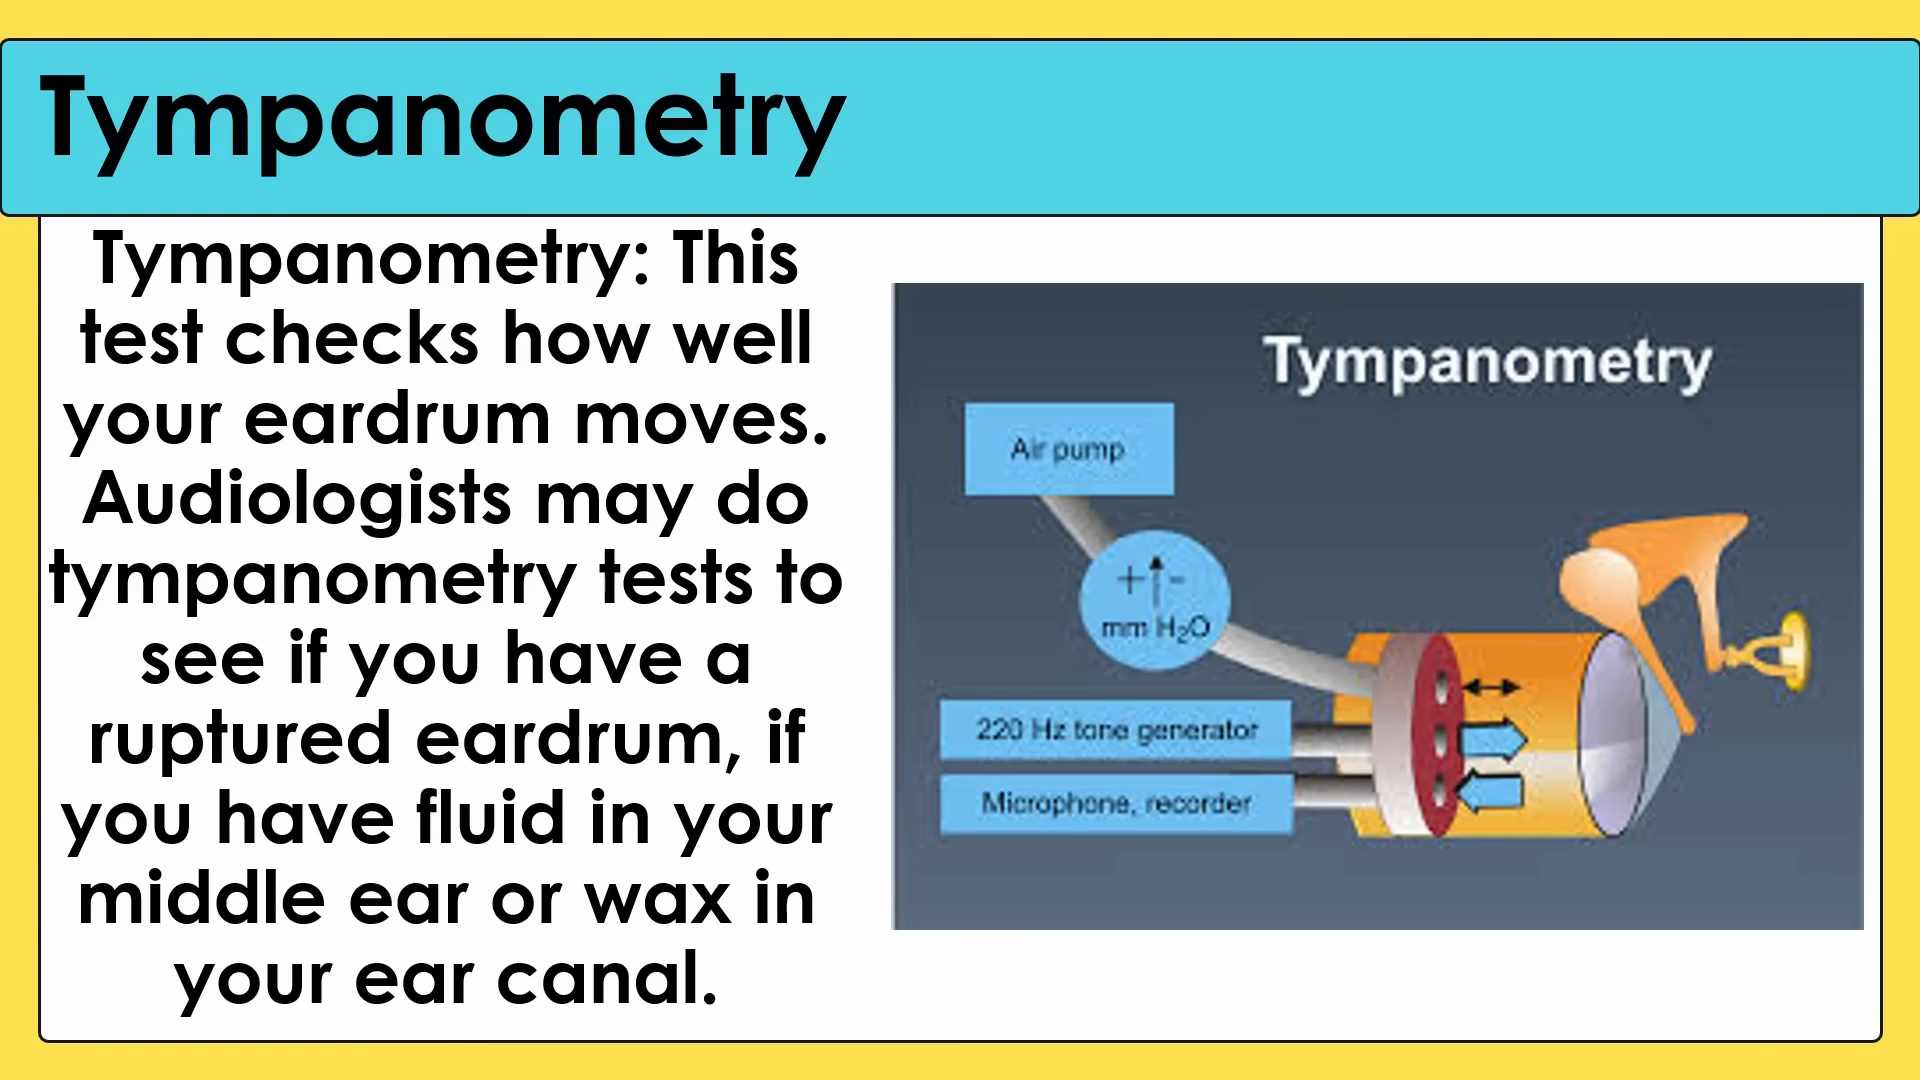 Tympanometry
Tympanometry: This
test checks how well
your eardrum moves.
Audiologists may do
tympanometry tests to
see if you have a
ruptured eardrum, if
you have fluid in your
middle ear or wax in
your ear canal.
Tympanometry
Air pump
+ ↑ -
mm H₂O
220 Hz tone generator
Microphone, recorder